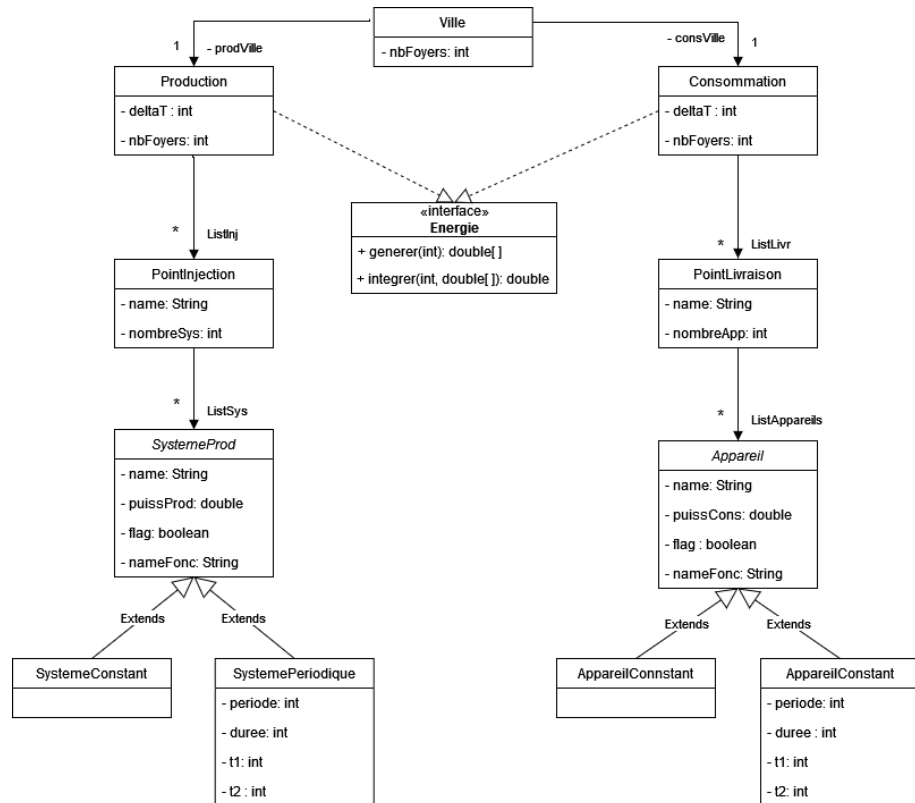 Ville
- nbFoyers: int
1
- prodVille
- consVille
1
Production
- deltaT : int
- nbFoyers: int
Consommation
- deltaT : int
- nbFoyers: int
«interface»
Energie
+ generer(int): double[ ]
+ integrer(int, double[ ]): double
*
ListInj
*
ListLivr
PointInjection
- name: String
- nombreSys: int
PointLivraison
- name: String
- nombreApp: int
*
ListSys
*
ListAppareils
SystemeProd
- name: String
- puissProd: double
- flag: boolean
- nameFonc: String
Appareil
- name: String
- puissCons: double
- flag : boolean
- nameFonc: String
Extends
Extends
Extends
Extends
SystemeConstant
SystemePeriodique
- periode: int
- duree: int
- t1: int
- t2 : int
AppareilConnstant
AppareilConstant
- periode: int
- duree : int
- t1: int
- t2: int